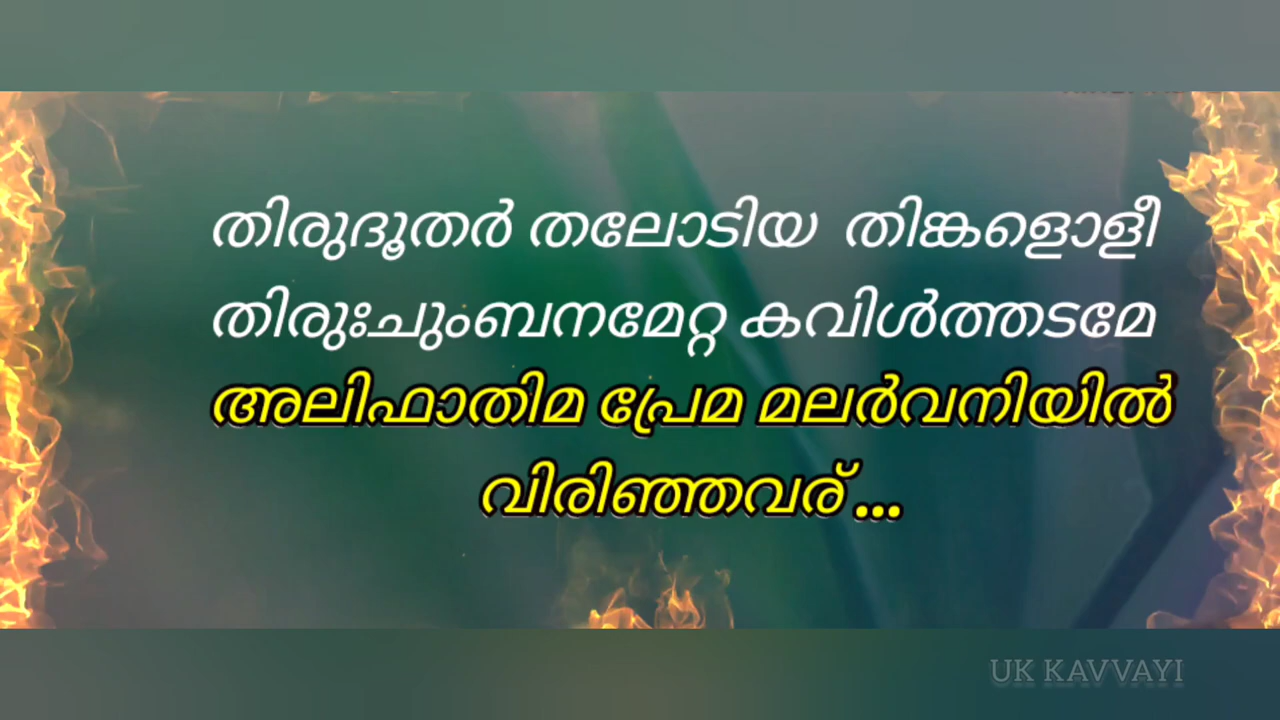 തിരുദൂതർ തലോടിയ തിങ്കളൊളീ
തിരുഃചുംബനമേറ്റ കവിൾത്തടമേ
അലിഫാതിമ പ്രേമ മലർവനിയിൽ
വിരിഞ്ഞവര് ...
UK KAVVAYI